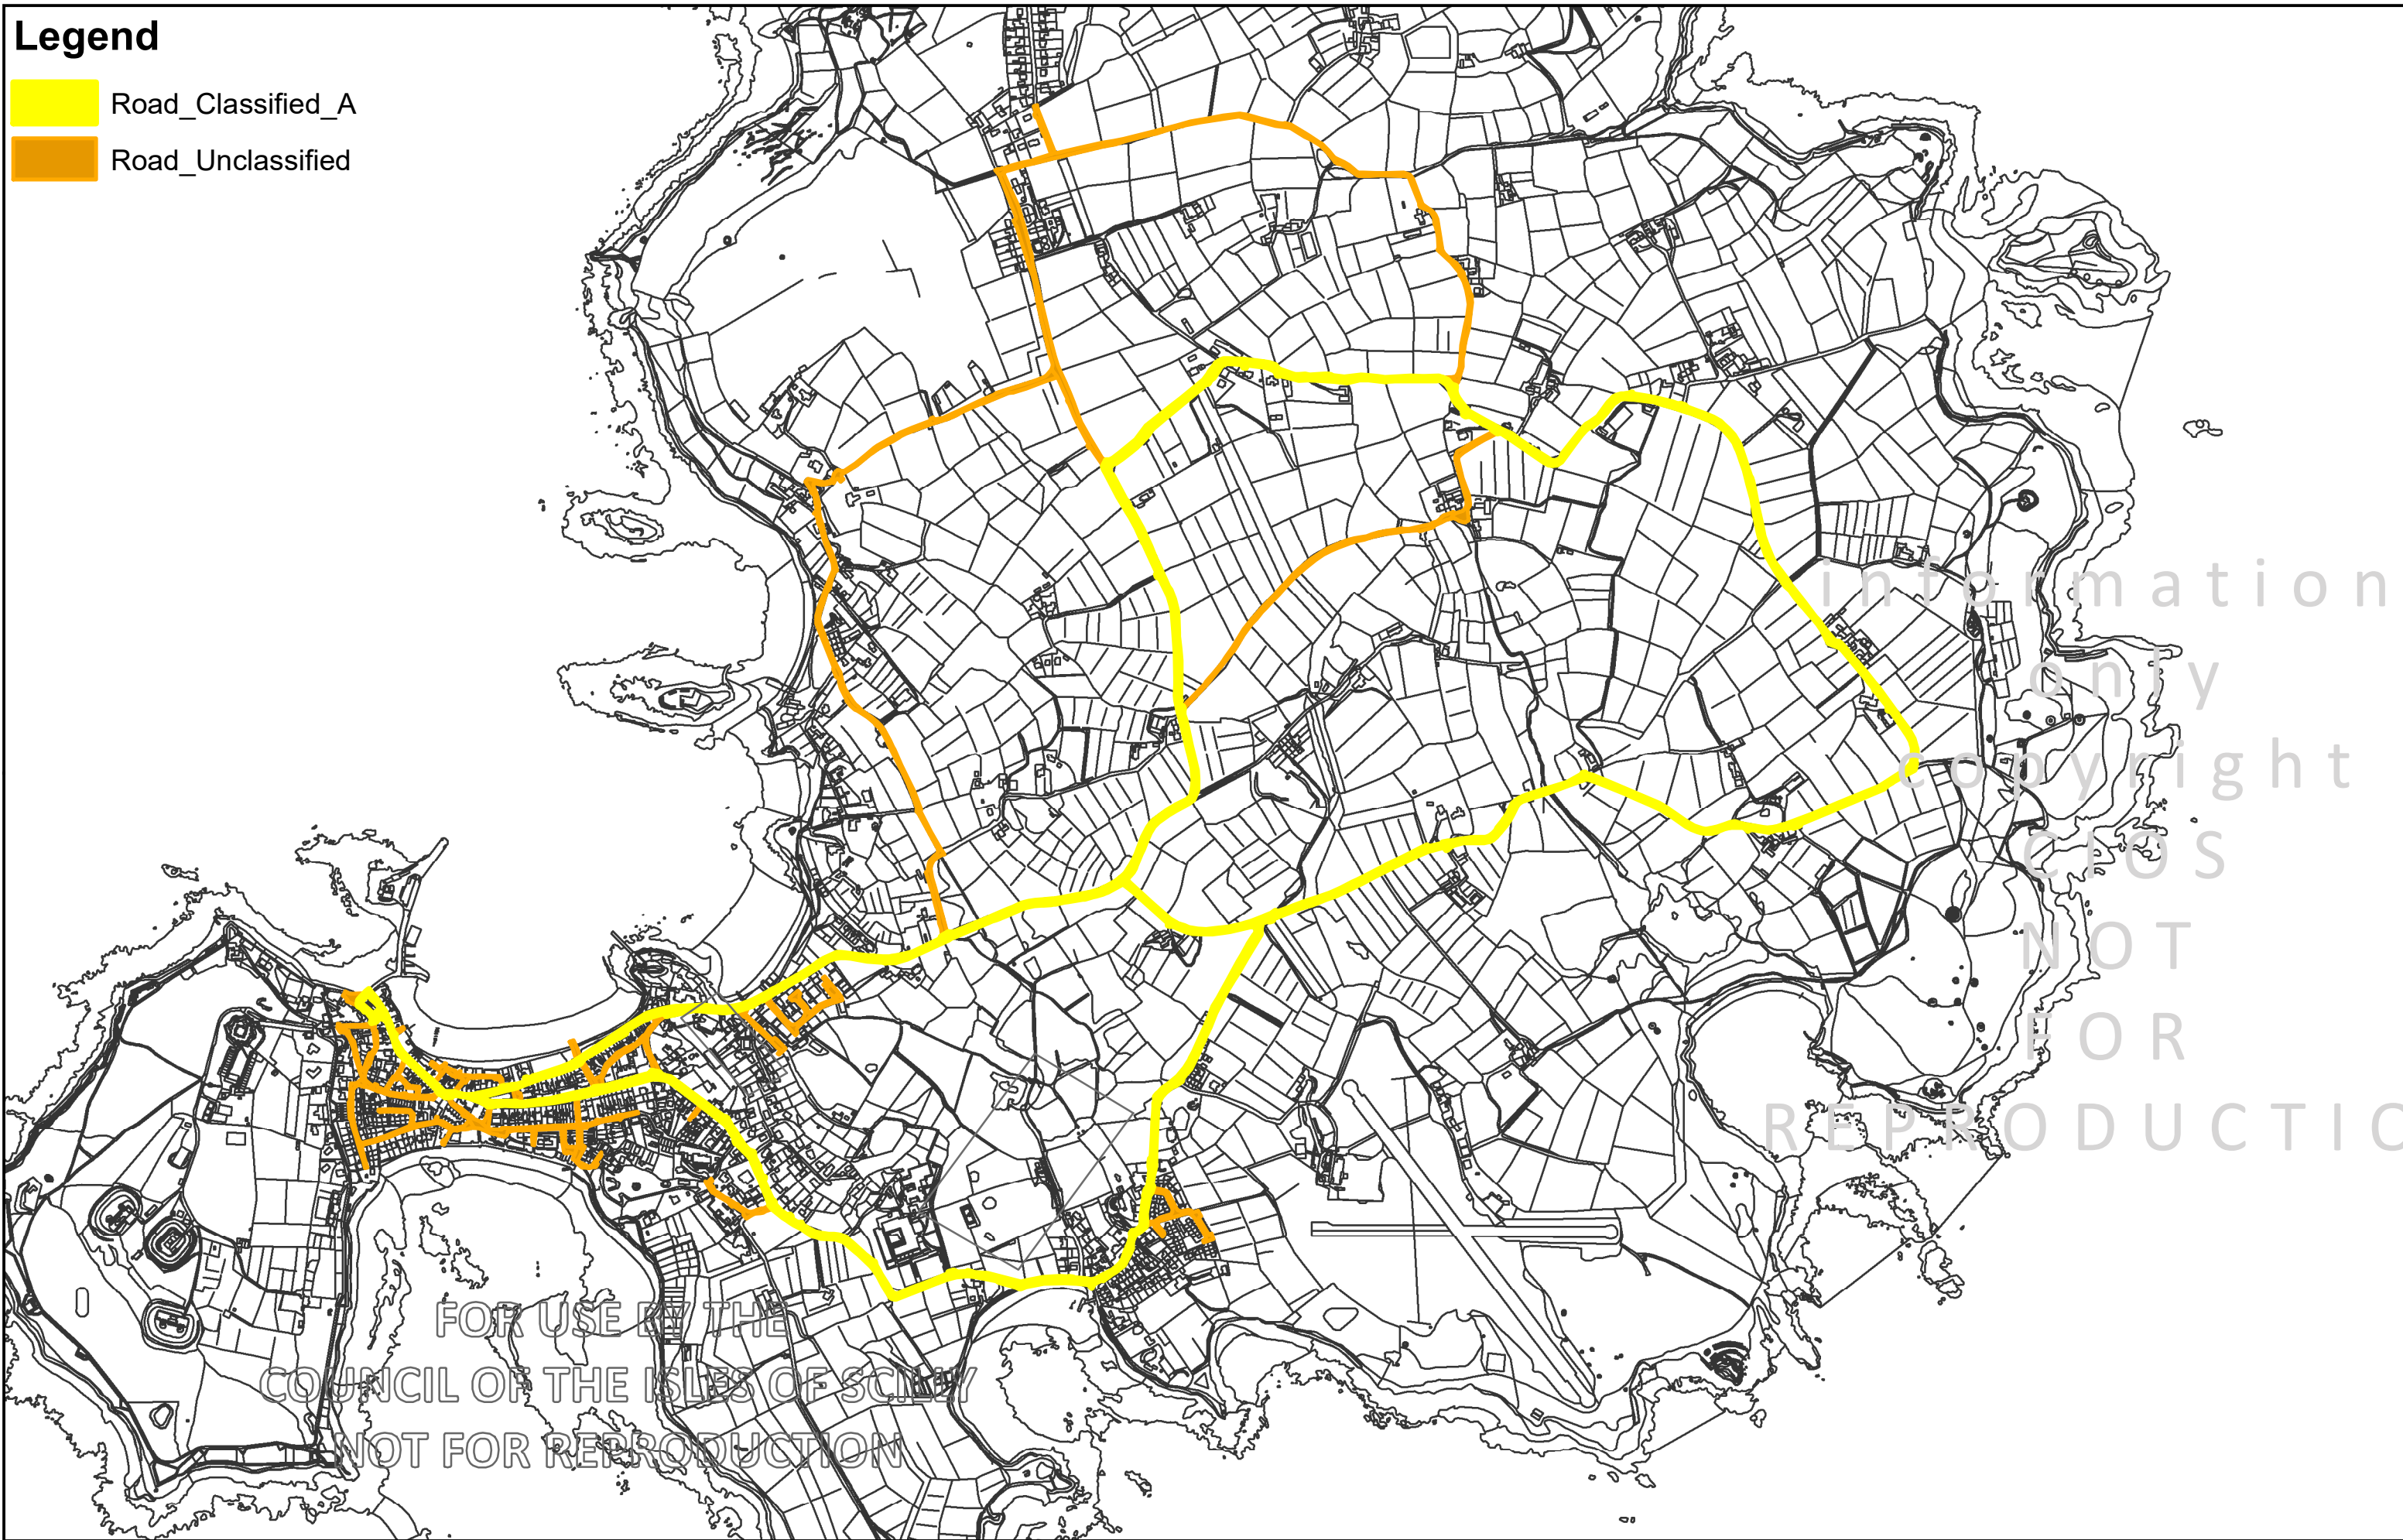 Legend
Road_Classified_A
Road_Unclassified
information
only
copyright
CIOS
NOT
FOR
REPRODUCTIO
FOR USE BY THE
COUNCIL OF THE ISLES OF SCILLY
NOT FOR REPRODUCTION